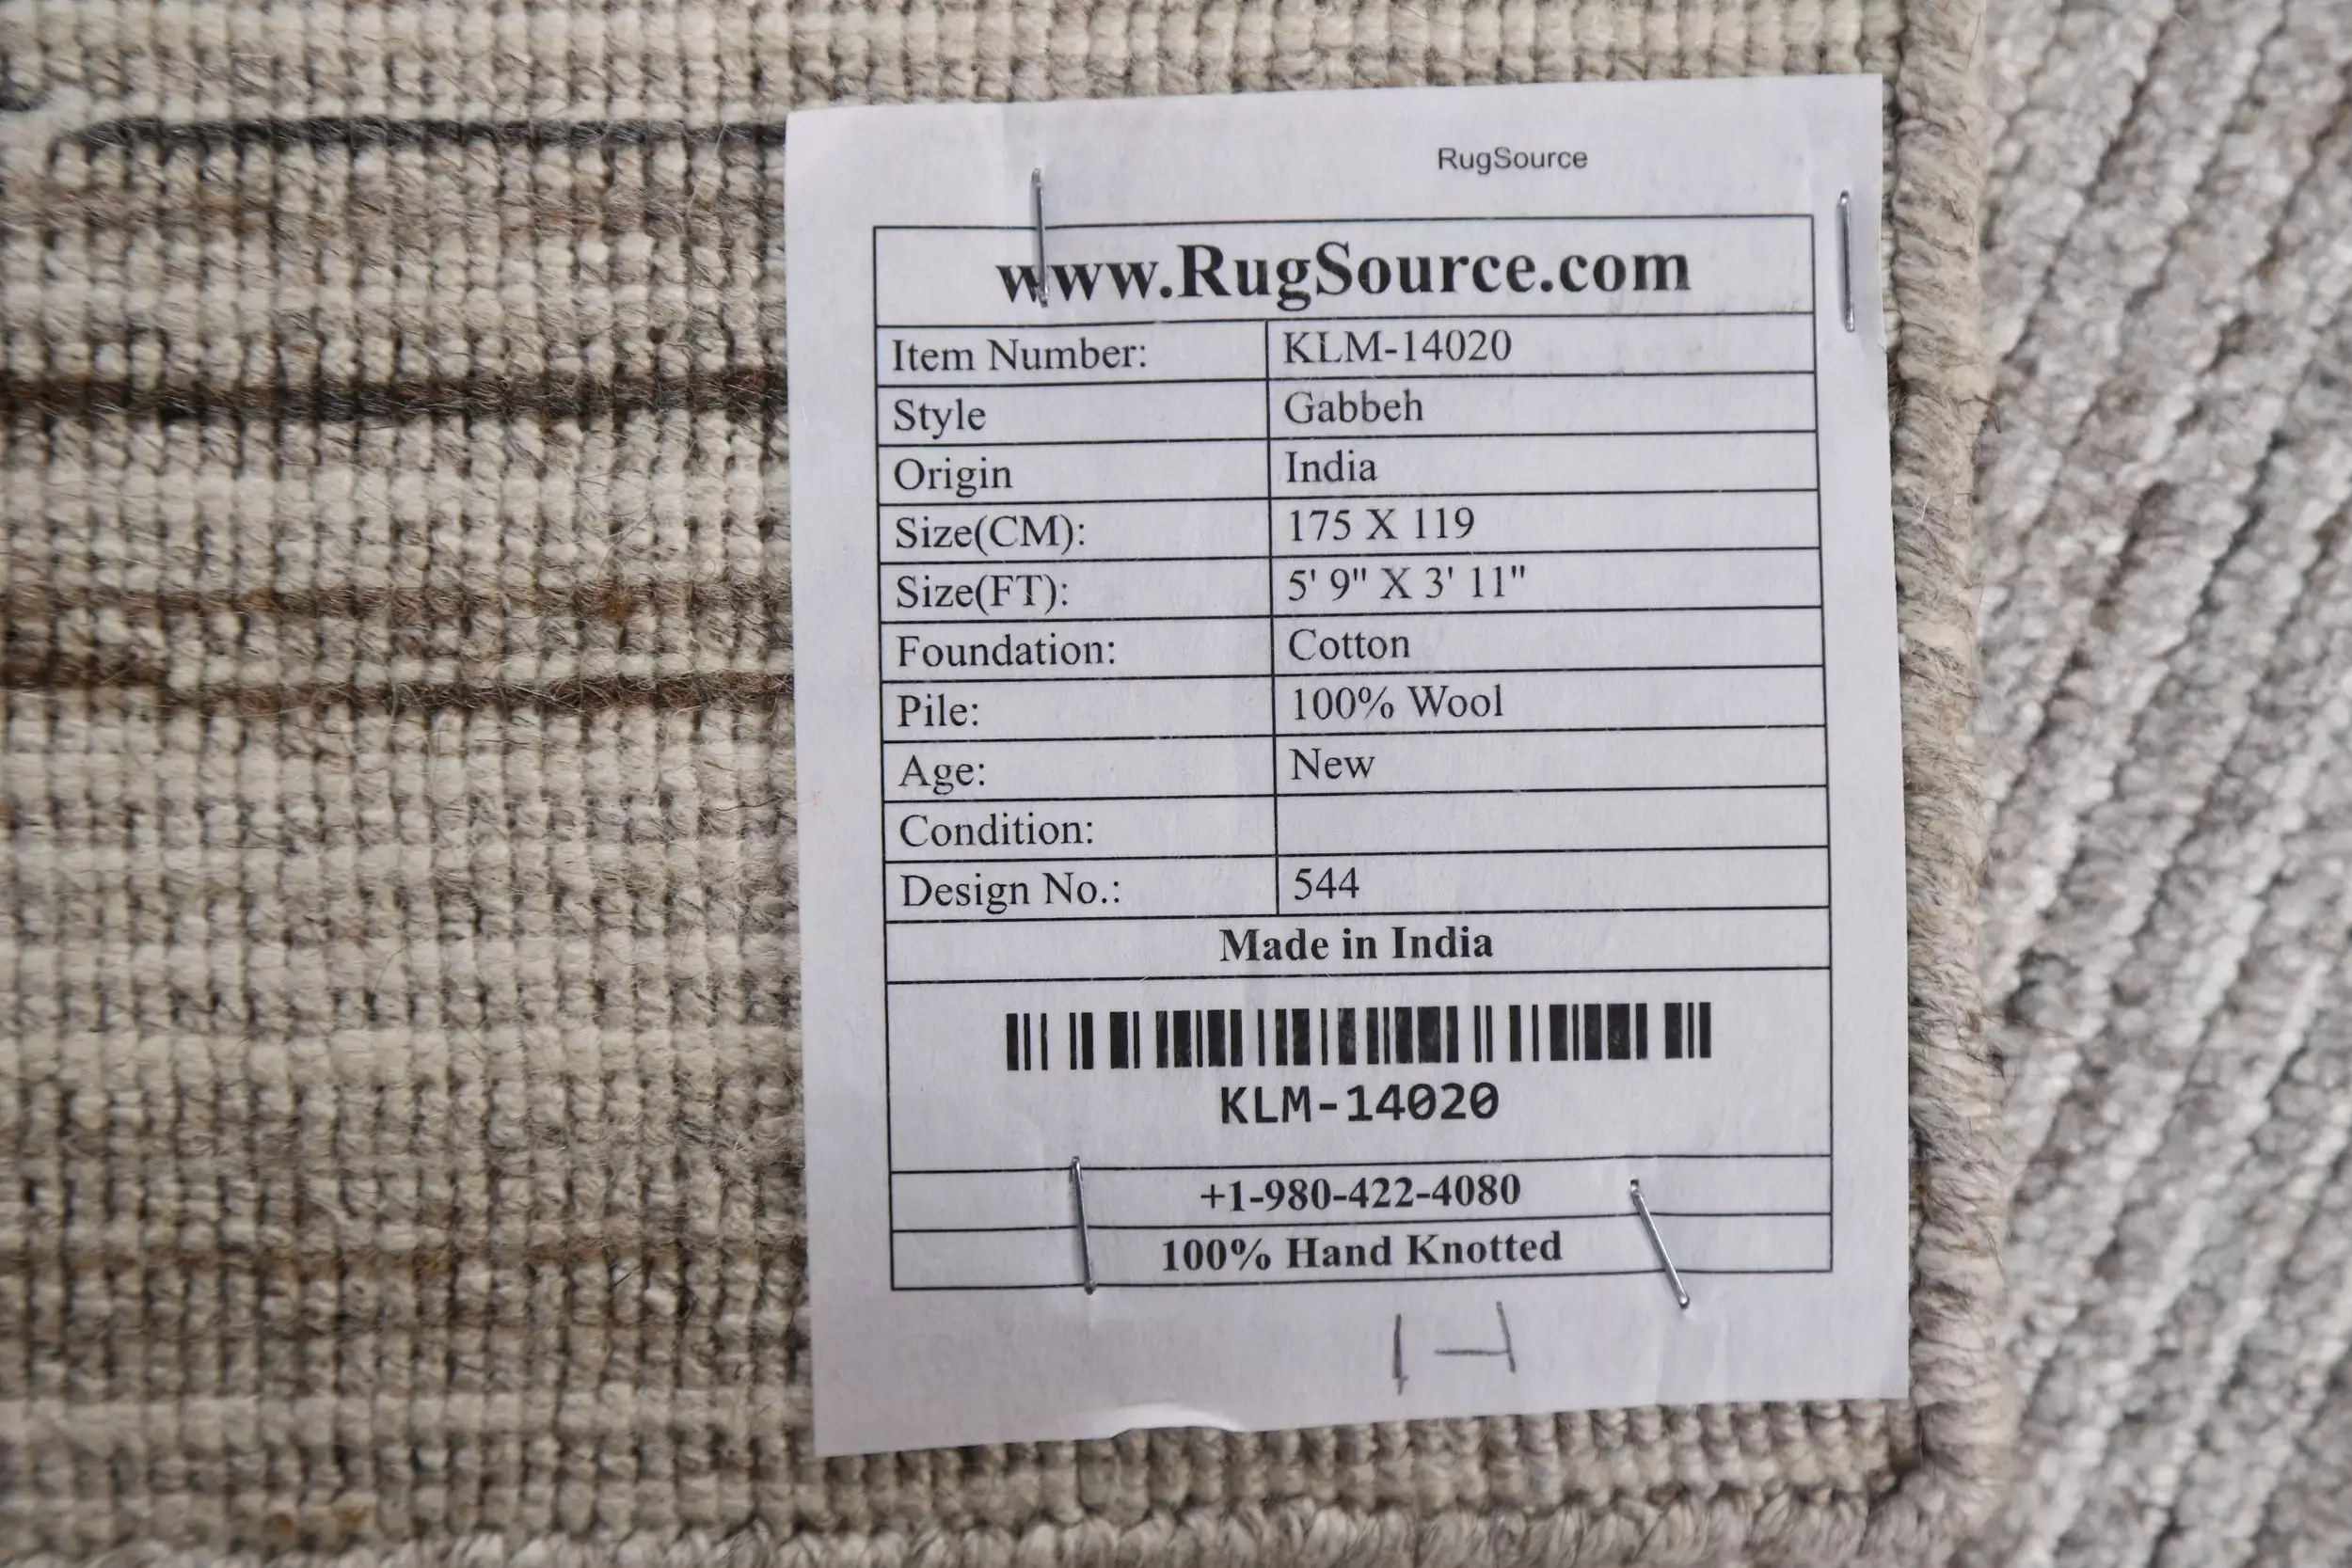 RugSource
www.RugSource.com
Item Number: KLM-14020
Style Gabbeh
Origin India
Size(CM): 175 X 119
Size(FT): 5' 9" X 3' 11"
Foundation: Cotton
Pile: 100% Wool
Age: New
Condition:
Design No.: 544
Made in India
KLM-14020
+1-980-422-4080
100% Hand Knotted